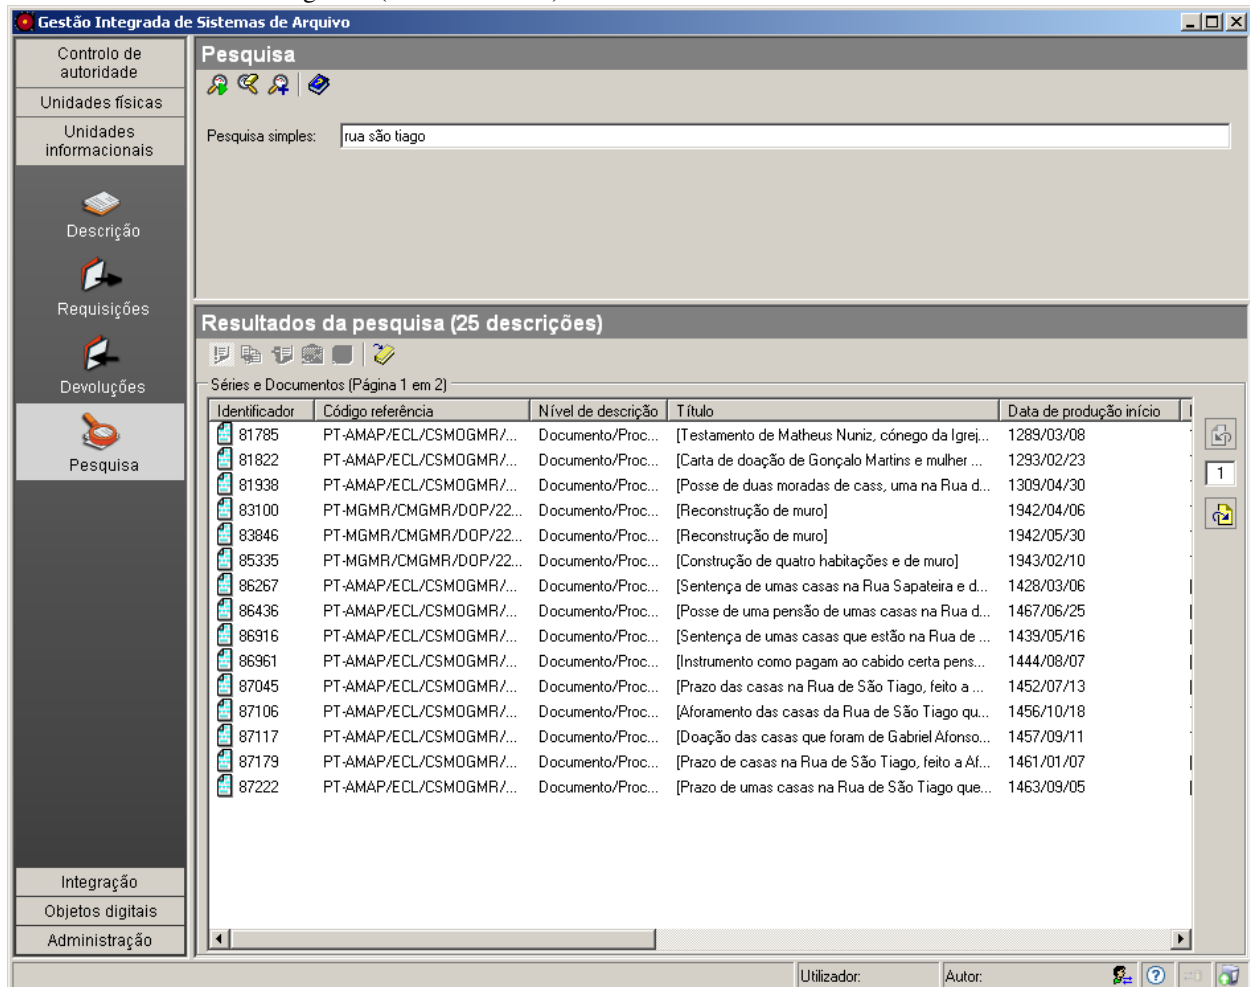 Gestão Integrada de Sistemas de Arquivo
Controlo de
autoridade
Unidades físicas
Unidades
informacionais
Descrição
Requisições
Devoluções
Pesquisa
Integração
Objetos digitais
Administração
Pesquisa
Pesquisa simples: rua são tiago
Resultados da pesquisa (25 descrições)
Séries e Documentos (Página 1 em 2)
Identificador Código referência Nível de descrição Título Data de produção início
81785 PT-AMAP/ECL/CSMOGMR/... Documento/Proc... [Testamento de Matheus Nuniz, cónego da Igrej... 1289/03/08
81822 PT-AMAP/ECL/CSMOGMR/... Documento/Proc... [Carta de doação de Gonçalo Martins e mulher ... 1293/02/23
81938 PT-AMAP/ECL/CSMOGMR/... Documento/Proc... [Posse de duas moradas de cass, uma na Rua d... 1309/04/30
83100 PT-MGMR/CMGMR/DOP/22... Documento/Proc... [Reconstrução de muro] 1942/04/06
83846 PT-MGMR/CMGMR/DOP/22... Documento/Proc... [Reconstrução de muro] 1942/05/30
85335 PT-MGMR/CMGMR/DOP/22... Documento/Proc... [Construção de quatro habitações e de muro] 1943/02/10
86267 PT-AMAP/ECL/CSMOGMR/... Documento/Proc... [Sentença de umas casas na Rua Sapateira e d... 1428/03/06
86436 PT-AMAP/ECL/CSMOGMR/... Documento/Proc... [Posse de uma pensão de umas casas na Rua d... 1467/06/25
86916 PT-AMAP/ECL/CSMOGMR/... Documento/Proc... [Sentença de umas casas que estão na Rua de ... 1439/05/16
86961 PT-AMAP/ECL/CSMOGMR/... Documento/Proc... [Instrumento como pagam ao cabido certa pens... 1444/08/07
87045 PT-AMAP/ECL/CSMOGMR/... Documento/Proc... [Prazo das casas na Rua de São Tiago, feito a ... 1452/07/13
87106 PT-AMAP/ECL/CSMOGMR/... Documento/Proc... [Aforamento das casas da Rua de São Tiago qu... 1456/10/18
87117 PT-AMAP/ECL/CSMOGMR/... Documento/Proc... [Doação das casas que foram de Gabriel Afonso... 1457/09/11
87179 PT-AMAP/ECL/CSMOGMR/... Documento/Proc... [Prazo de casas na Rua de São Tiago, feito a Af... 1461/01/07
87222 PT-AMAP/ECL/CSMOGMR/... Documento/Proc... [Prazo de umas casas na Rua de São Tiago que... 1463/09/05
1
Utilizador: Autor: